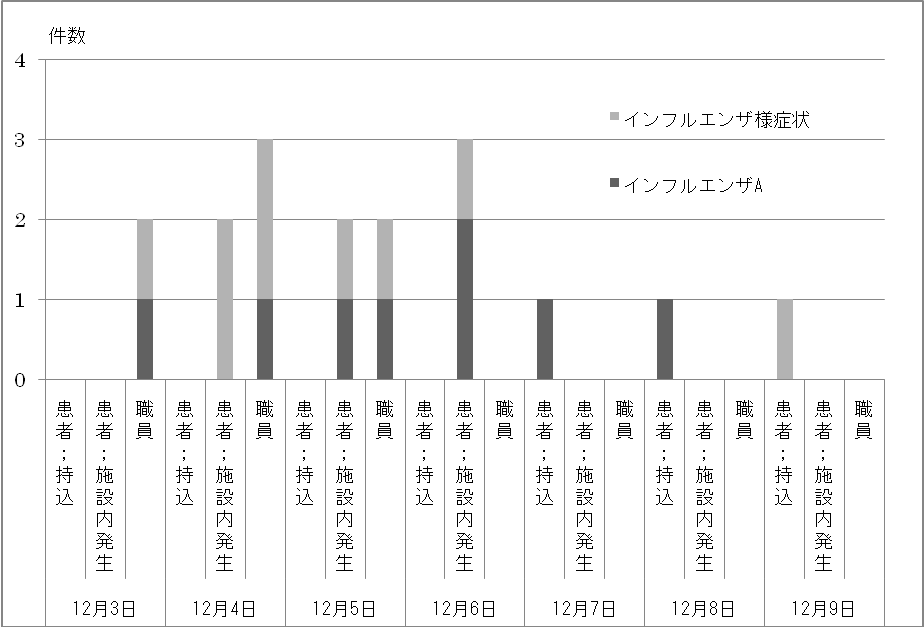 件数
4
3
2
1
0
インフルエンザ様症状
インフルエンザA
患者；持込
患者；施設内発生
職員
患者；持込
患者；施設内発生
職員
患者；持込
患者；施設内発生
職員
患者；持込
患者；施設内発生
職員
患者；持込
患者；施設内発生
職員
患者；持込
患者；施設内発生
職員
患者；持込
患者；施設内発生
職員
12月3日
12月4日
12月5日
12月6日
12月7日
12月8日
12月9日